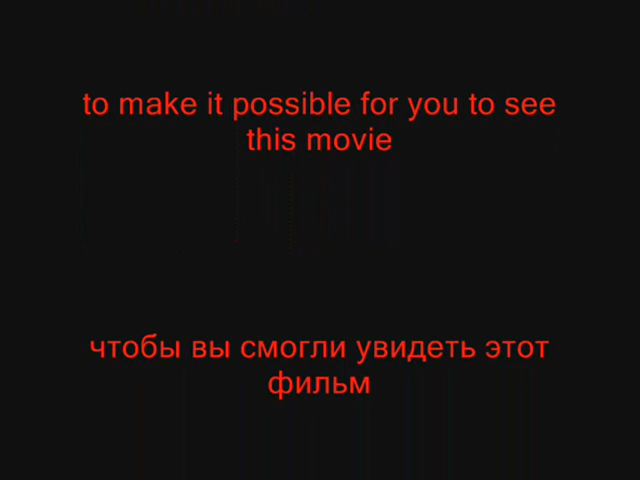 to make it possible for you to see
this movie
чтобы вы смогли увидеть этот
фильм